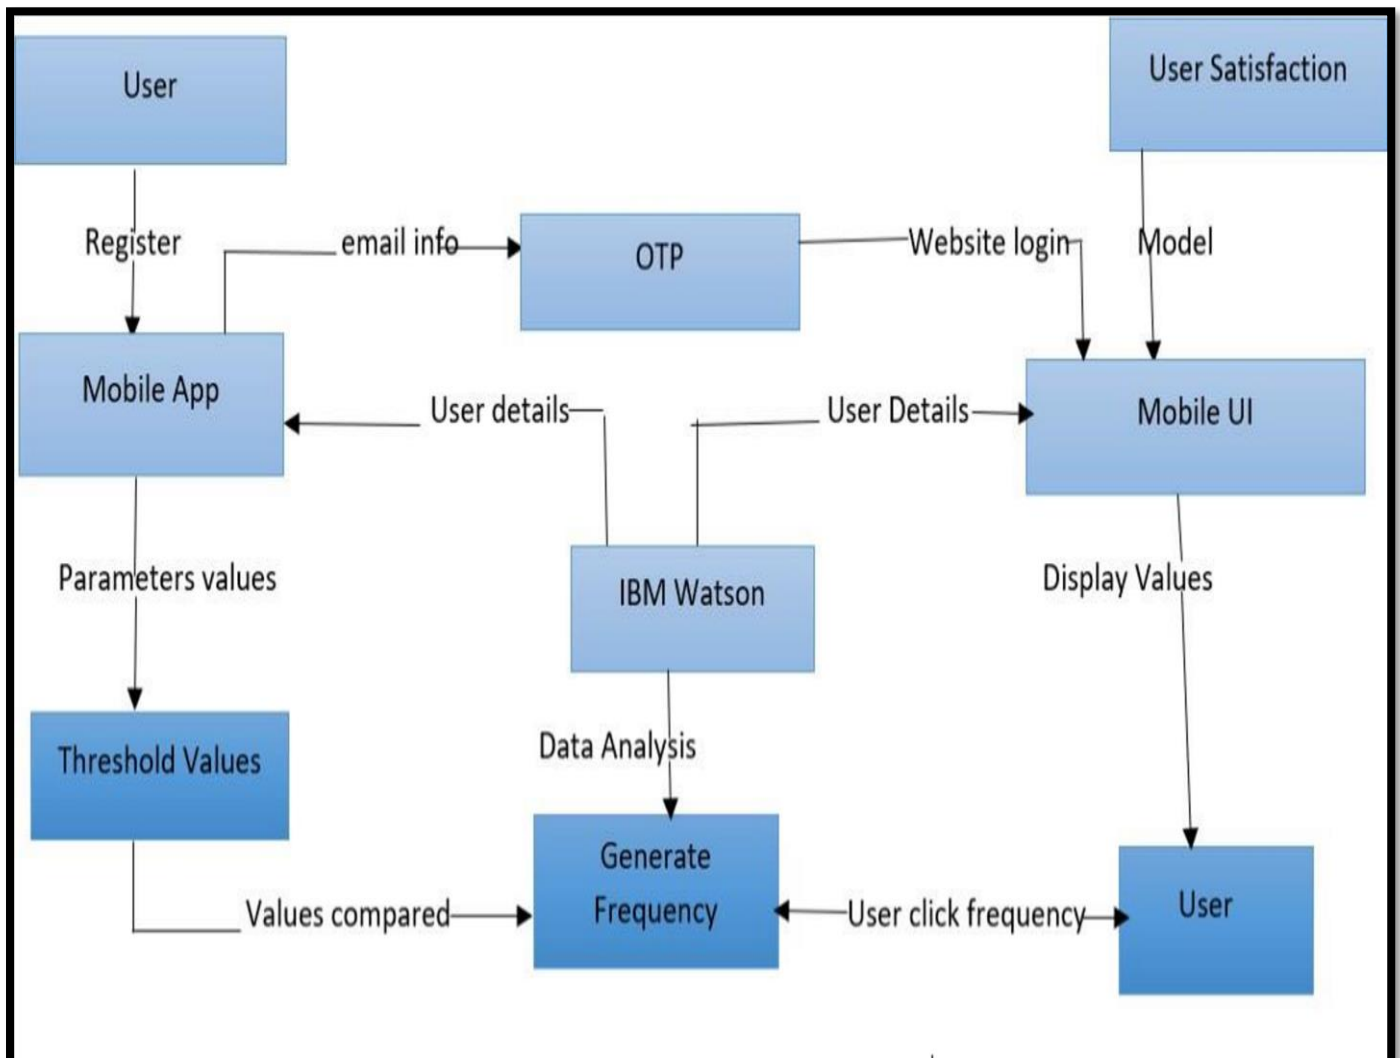 User
User Satisfaction
Register
email info
OTP
Website login
Model
Mobile App
User details
User Details
Mobile UI
Parameters values
IBM Watson
Display Values
Threshold Values
Data Analysis
Generate
Frequency
Values compared
User click frequency
User